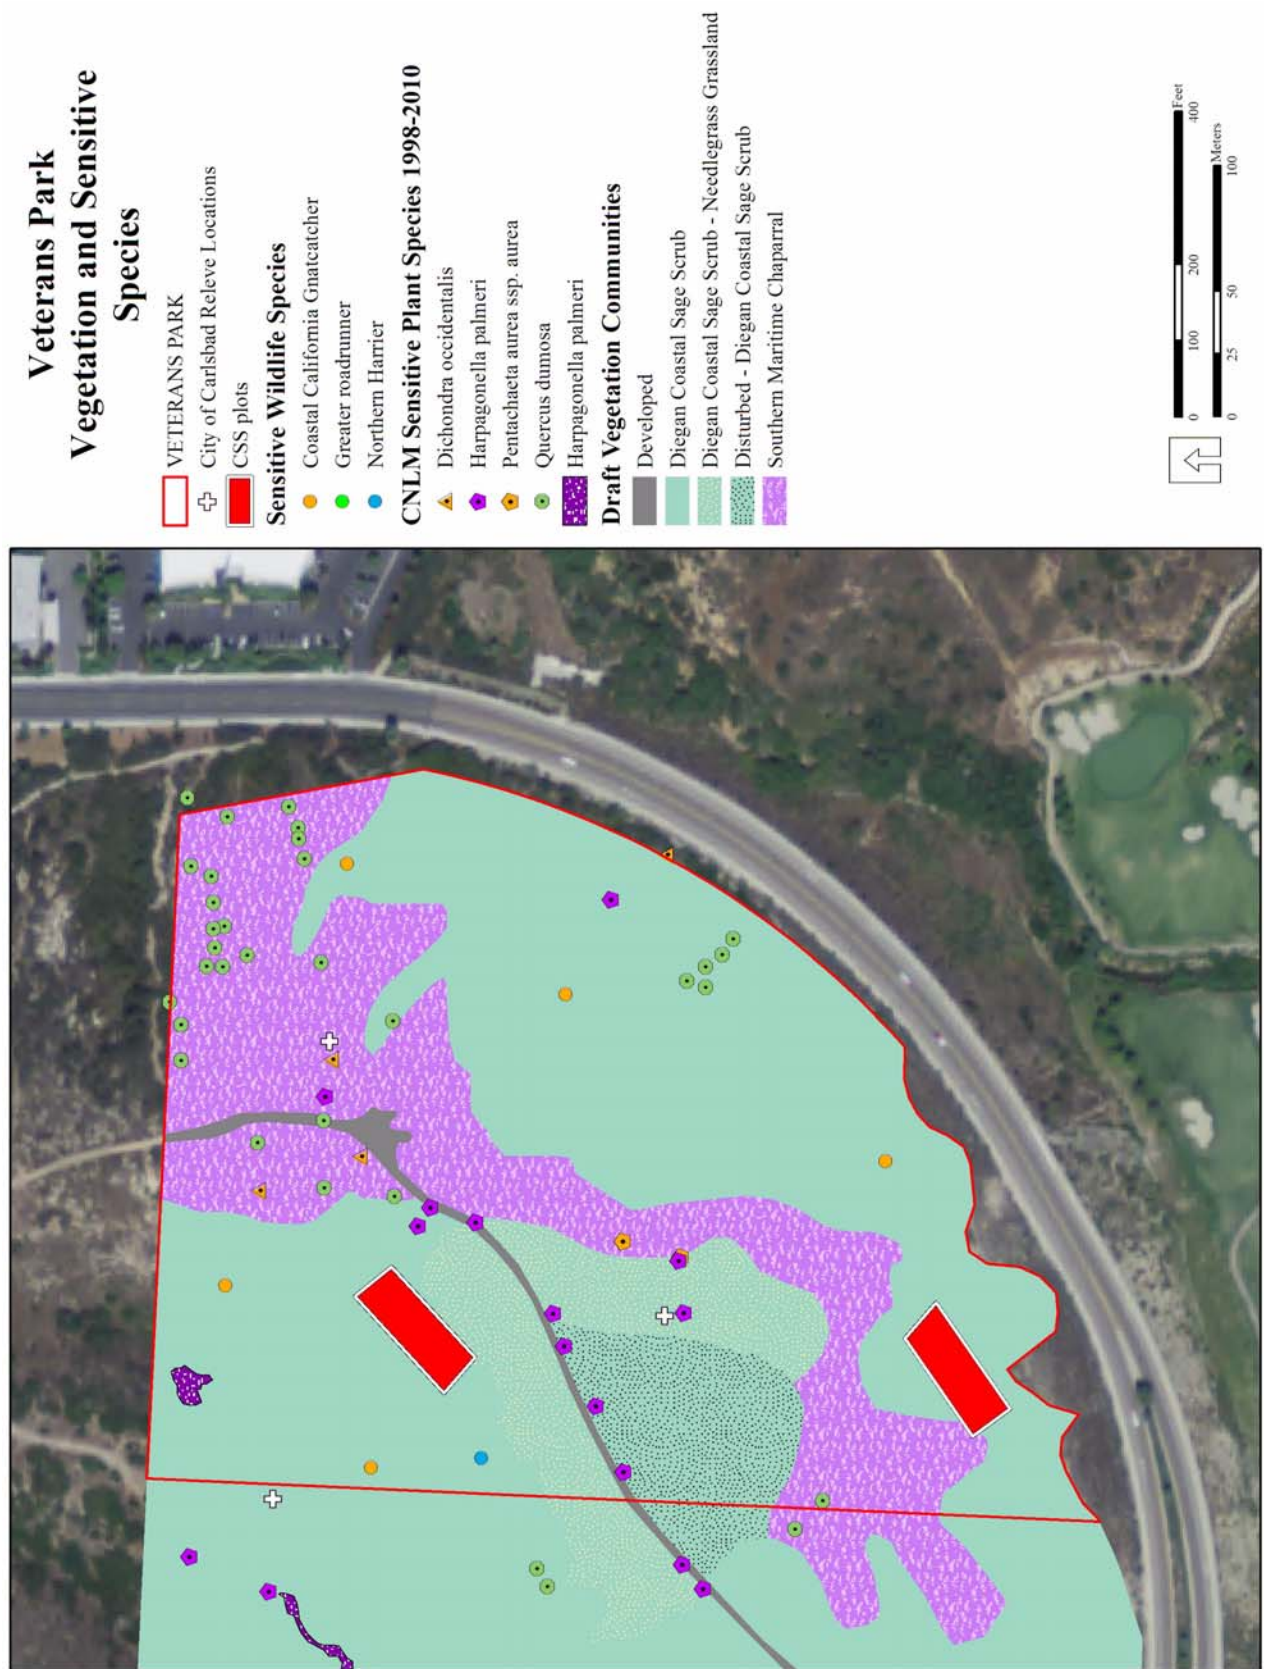 Veterans Park
Vegetation and Sensitive
Species
VETERANS PARK
City of Carlsbad Releve Locations
CSS plots
Sensitive Wildlife Species
Coastal California Gnatcatcher
Greater roadrunner
Northern Harrier
CNLM Sensitive Plant Species 1998-2010
Dichondra occidentalis
Harpagonella palmeri
Pentachaeta aurea ssp. aurea
Quercus dumosa
Harpagonella palmeri
Draft Vegetation Communities
Developed
Diegan Coastal Sage Scrub
Diegan Coastal Sage Scrub - Needlegrass Grassland
Disturbed - Diegan Coastal Sage Scrub
Southern Maritime Chaparral
Feet
0 100 200 400
Meters
0 25 50 100